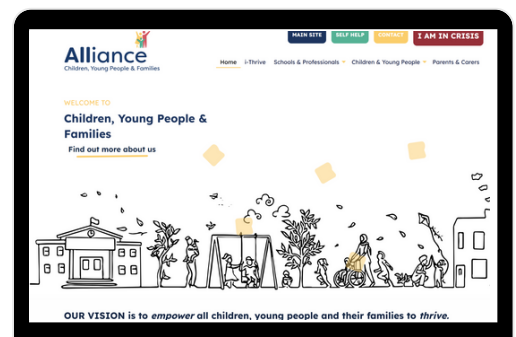 MAIN SITE
SELF HELP
CONTACT
I AM IN CRISIS
Alliance
Children, Young People & Families
Home
i-Thrive
Schools & Professionals
Children & Young People
Parents & Carers
WELCOME TO
Children, Young People &
Families
Find out more about us
OUR VISION is to empower all children, young people and their families to thrive.